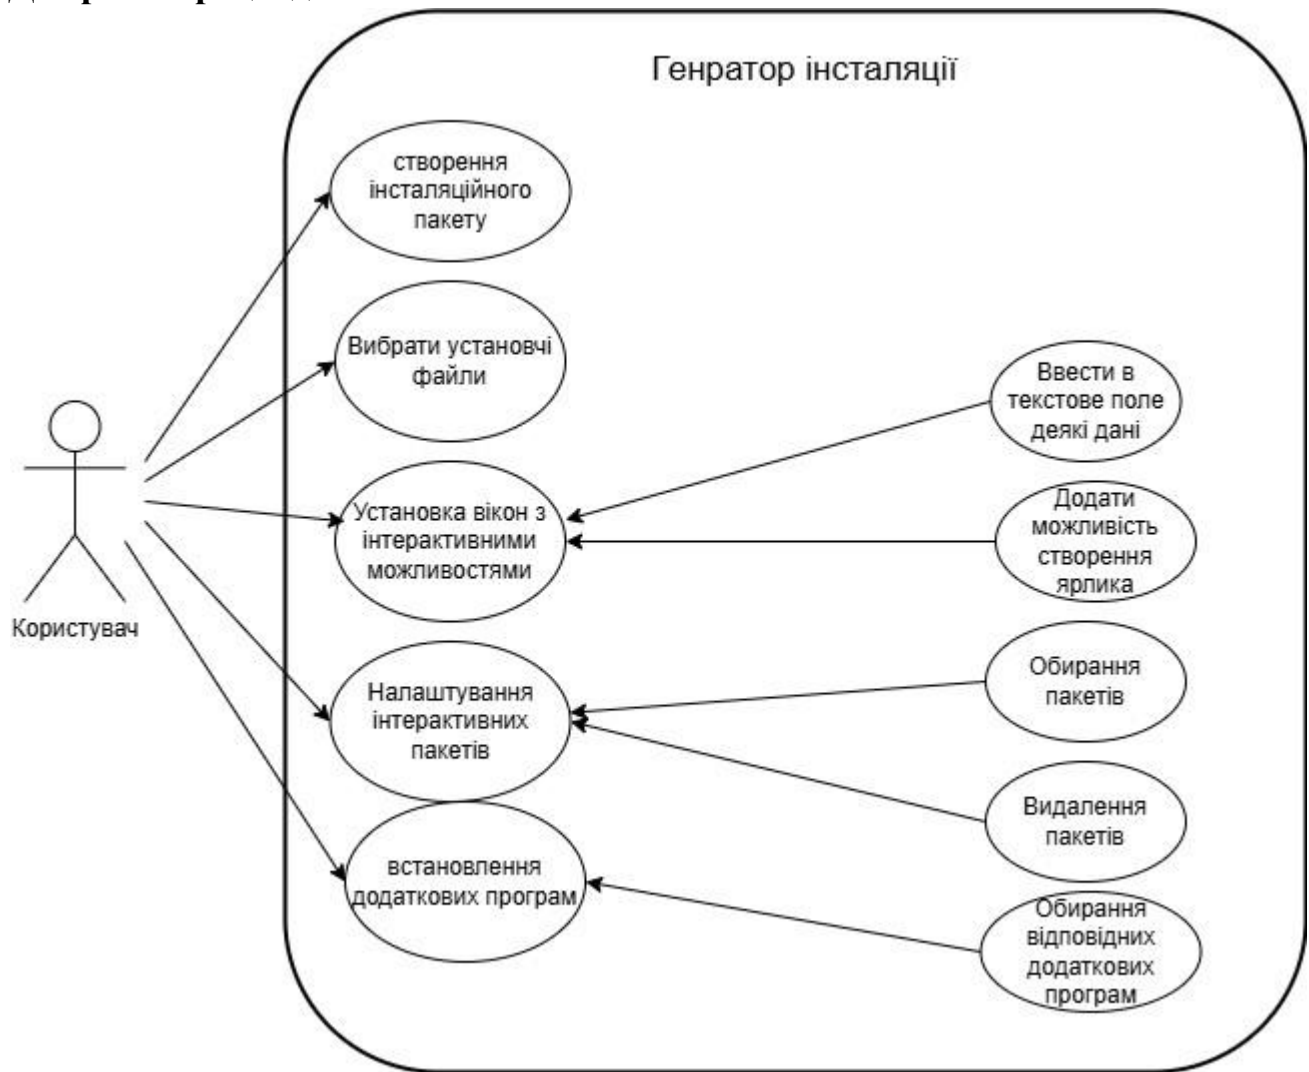 Генратор інсталяції
створення
інсталяційного
пакету
Вибрати установчі
файли
Ввести в
текстове поле
деякі дані
Установка вікон з
інтерактивними
можливостями
Додати
можливість
створення
ярлика
Користувач
Налаштування
інтерактивних
пакетів
Обирання
пакетів
Видалення
пакетів
встановлення
додаткових програм
Обирання
відповідних
додаткових
програм